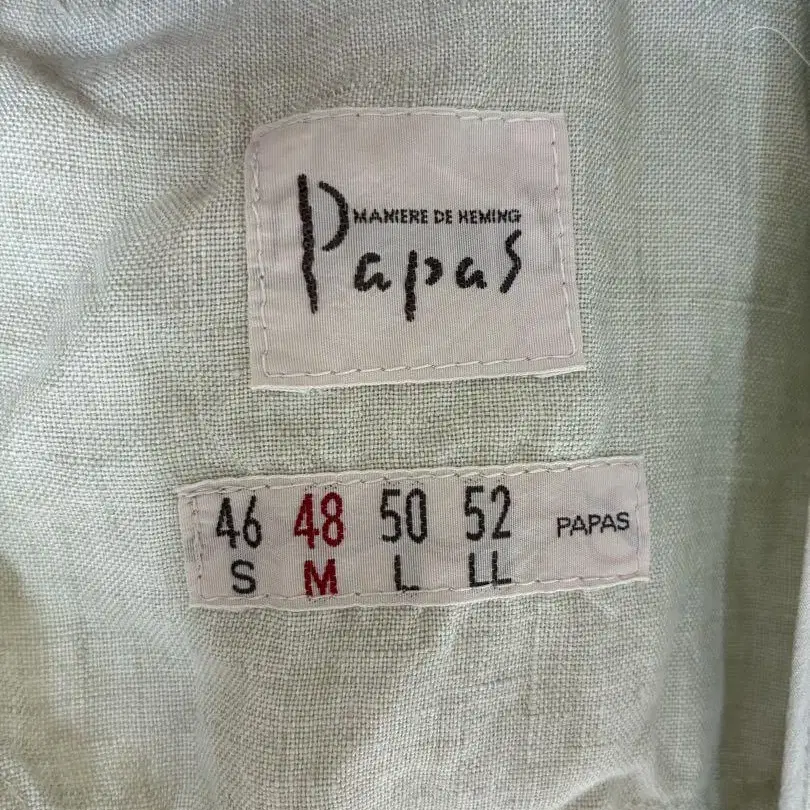 MANIERE DE HEMING
Papas
46 48 50 52 PAPAS
S M L LL